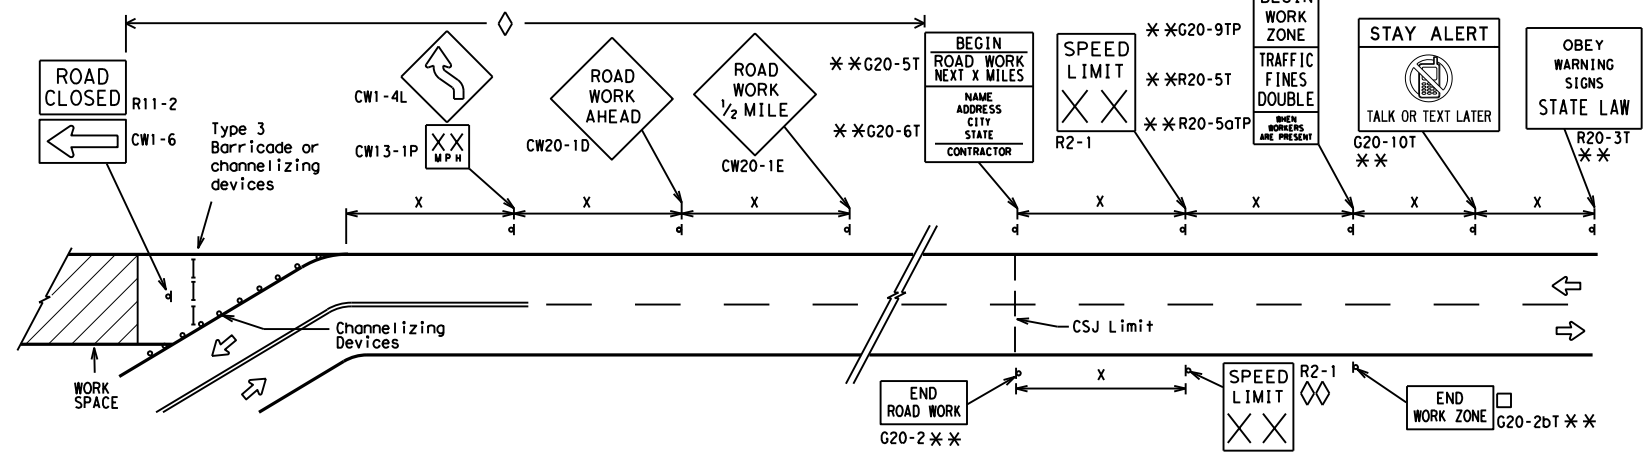 ROAD
CLOSED
R11-2
CW1-6
Type 3
Barricade or
channelizing
devices
CW1-4L
XX
MPH
CW13-1P
ROAD
WORK
AHEAD
CW20-1D
ROAD
WORK
1/2 MILE
CW20-1E
* *G20-5T
BEGIN
ROAD WORK
NEXT X MILES
* *G20-6T
NAME
ADDRESS
CITY
STATE
CONTRACTOR
SPEED
LIMIT
X X
R2-1
* *G20-9TP
BEGIN
WORK
ZONE
* *R20-5T
TRAFFIC
FINES
DOUBLE
* *R20-5aTP
WHEN
WORKERS
ARE PRESENT
STAY ALERT
TALK OR TEXT LATER
G20-10T
* *
OBEY
WARNING
SIGNS
STATE LAW
R20-3T
* *
X
X
X
X
X
X
X
Channelizing
Devices
CSJ Limit
WORK
SPACE
END
ROAD WORK
G20-2 * *
X
SPEED
LIMIT
X X
R2-1
END
WORK ZONE
G20-2bT * *